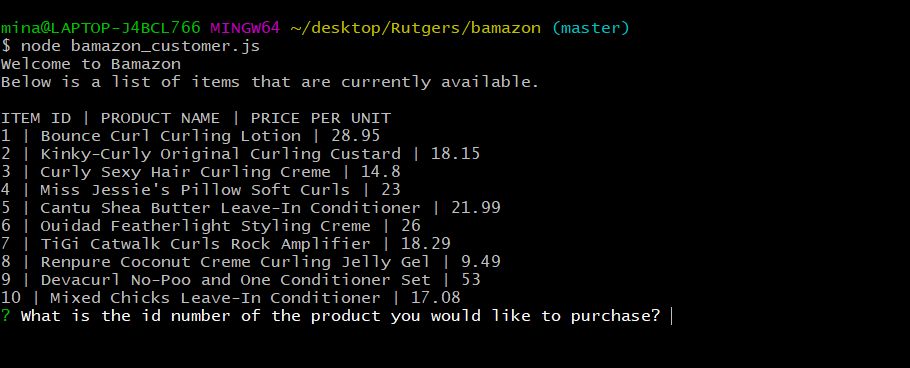 mina@LAPTOP-J4BCL766 MINGW64 ~/desktop/Rutgers/bamazon (master)
$ node bamazon_customer.js
Welcome to Bamazon
Below is a list of items that are currently available.
ITEM ID | PRODUCT NAME | PRICE PER UNIT
1 | Bounce Curl Curling Lotion | 28.95
2 | Kinky-Curly Original Curling Custard | 18.15
3 | Curly Sexy Hair Curling Creme | 14.8
4 | Miss Jessie's Pillow Soft Curls | 23
5 | Cantu Shea Butter Leave-In Conditioner | 21.99
6 | Ouidad Featherlight Styling Creme | 26
7 | TiGi Catwalk Curls Rock Amplifier | 18.29
8 | Renpure Coconut Creme Curling Jelly Gel | 9.49
9 | Devacurl No-Poo and One Conditioner Set | 53
10 | Mixed Chicks Leave-In Conditioner | 17.08
? What is the id number of the product you would like to purchase?